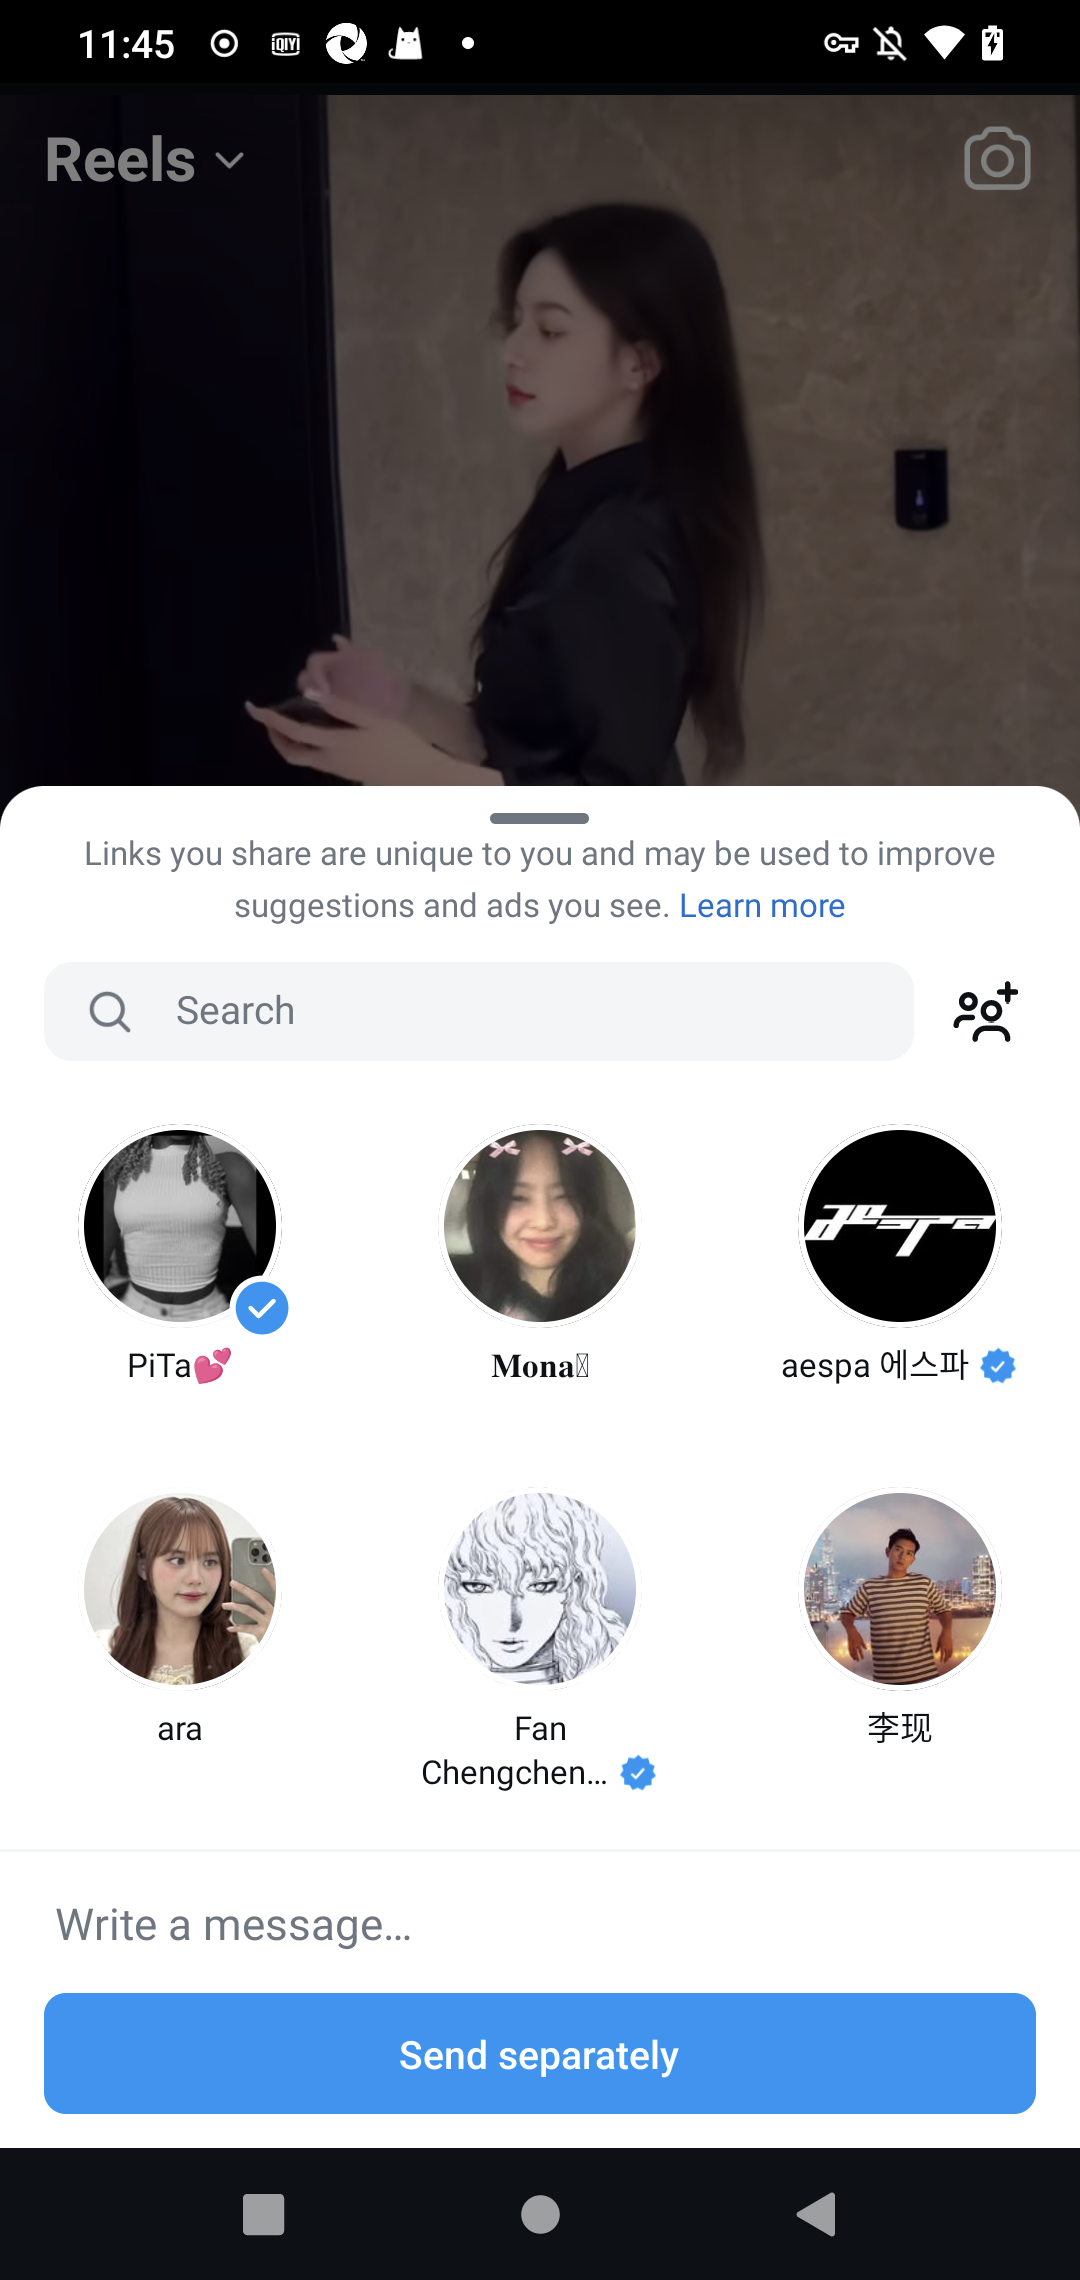 11:45
iQIYI
Reels
Links you share are unique to you and may be used to improve
suggestions and ads you see. Learn more
Search
aespa
PiTa💕
Mona
aespa 에스파
ara
Fan
Chengchen...
李现
Write a message...
Send separately